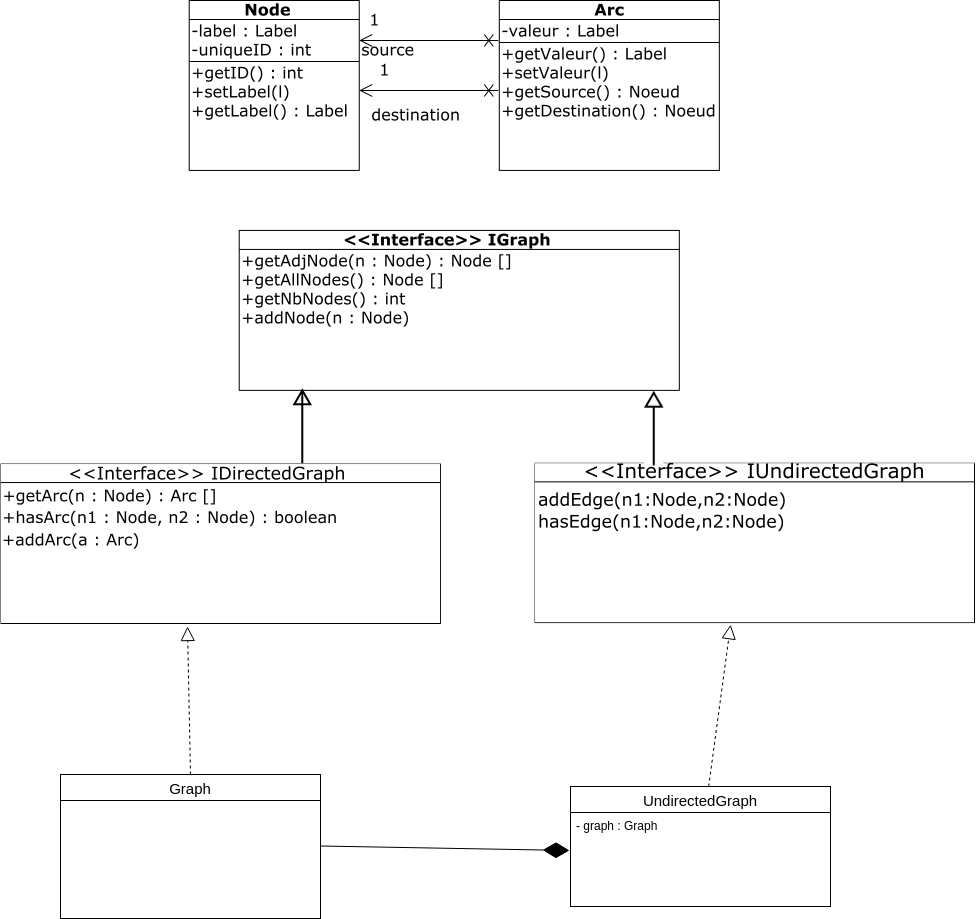 Node
-label : Label
-uniqueID : int
+getID() : int
+setLabel(l)
+getLabel() : Label
1
source
1
destination
Arc
-valeur : Label
+getValeur() : Label
+setValeur(l)
+getSource() : Noeud
+getDestination() : Noeud
<<Interface>> IGraph
+getAdjNode(n : Node) : Node []
+getAllNodes() : Node []
+getNbNodes() : int
+addNode(n : Node)
<<Interface>> IDirectedGraph
+getArc(n : Node) : Arc []
+hasArc(n1 : Node, n2 : Node) : boolean
+addArc(a : Arc)
<<Interface>> IUndirectedGraph
addEdge(n1:Node,n2:Node)
hasEdge(n1:Node,n2:Node)
Graph
UndirectedGraph
- graph : Graph